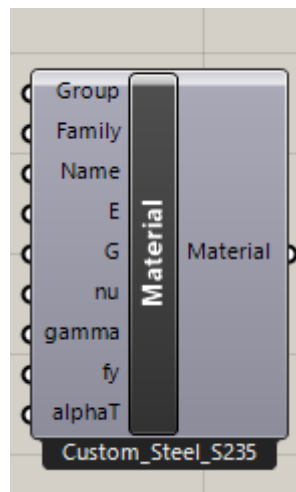 Group
Family
Name
E
G
nu
gamma
fy
alphaT
Material
Material
Custom_Steel_S235